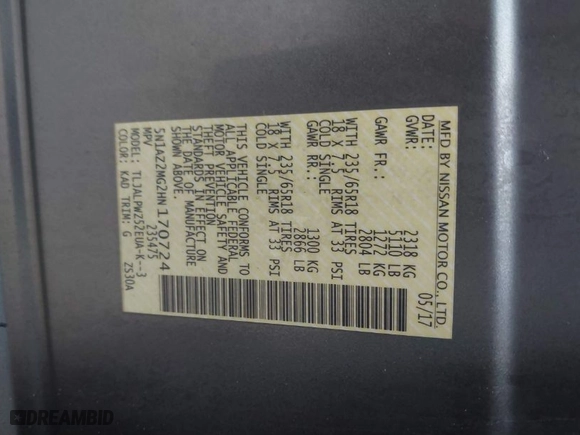 MFD BY NISSAN MOTOR CO., LTD.
DATE: 05/17
GVWR: 2318 KG
5110 LB
GAWR FR.: 1272 KG
2804 LB
WITH 235/65R18 TIRES
18 X 7.5 RIMS AT 33 PSI
COLD SINGLE
GAWR RR.: 1300 KG
2866 LB
WITH 235/65R18 TIRES
18 X 7.5 RIMS AT 33 PSI
COLD SINGLE
THIS VEHICLE CONFORMS TO
ALL APPLICABLE FEDERAL
MOTOR VEHICLE SAFETY AND
THEFT PREVENTION
STANDARDS IN EFFECT ON
THE DATE OF MANUFACTURE
SHOWN ABOVE.
5N1AZ2MG2HN170724
MPV 235475
MODEL: TL3ALPWZ52EUA-K--3
COLOR: KAD TRIM: G 2530A
DREAMBID